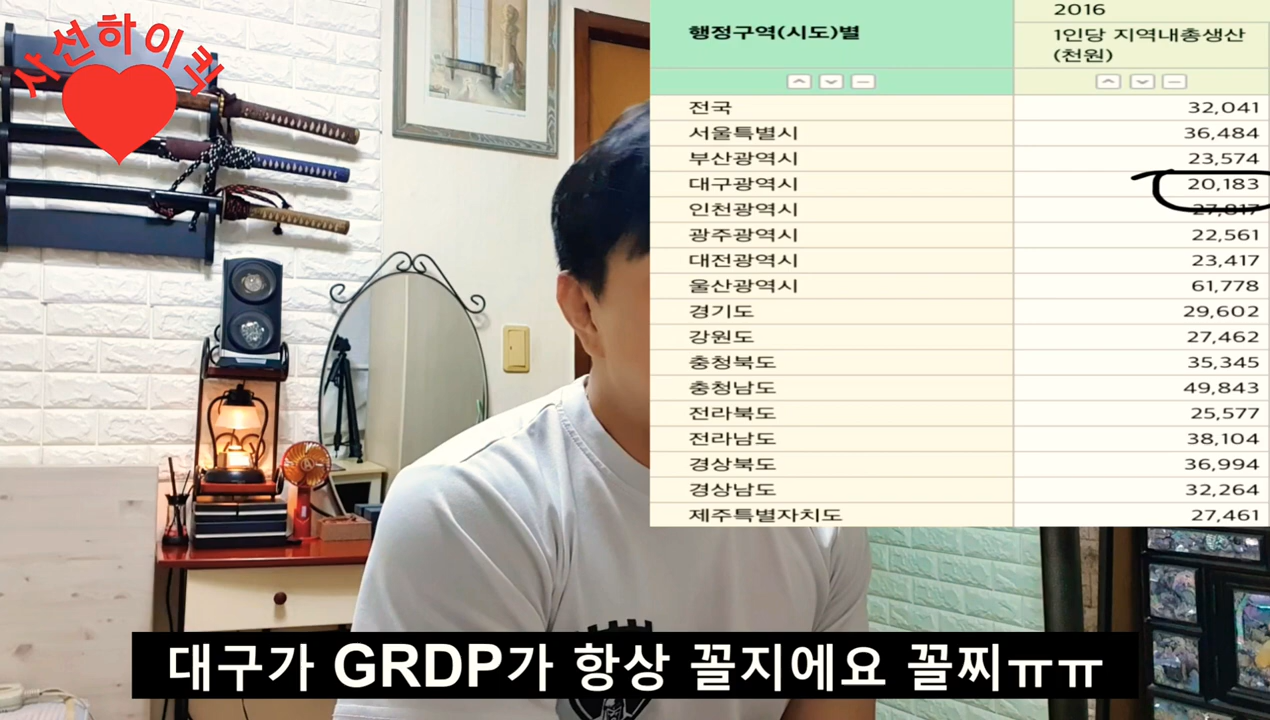 사선하이킥
행정구역(시도)별
2016
1인당 지역내총생산
(천원)
전국 32,041
서울특별시 36,484
부산광역시 23,574
대구광역시 20,183
인천광역시 27,817
광주광역시 22,561
대전광역시 23,417
울산광역시 61,778
경기도 29,602
강원도 27,462
충청북도 35,345
충청남도 49,843
전라북도 25,577
전라남도 38,104
경상북도 36,994
경상남도 32,264
제주특별자치도 27,461
대구가 GRDP가 항상 꼴지에요 꼴찌ㅠㅠ